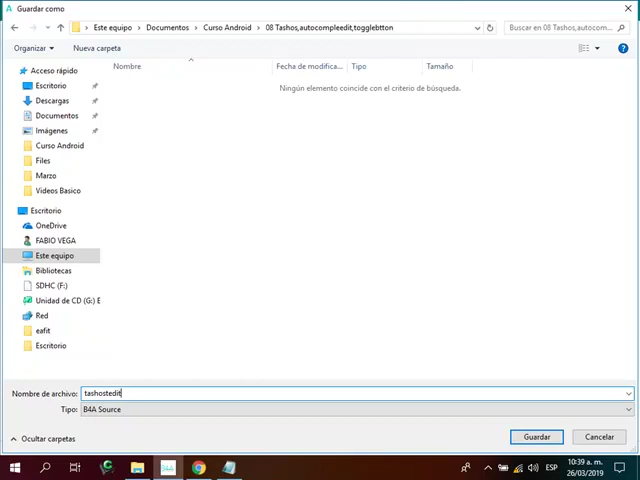 Guardar como
Este equipo > Documentos > Curso Android > 08 Tashos,autocompleedit,togglebtton
Buscar en 08 Tashos,autocom...
Organizar
Nueva carpeta
Nombre
Fecha de modifica...
Tipo
Tamaño
Ningún elemento coincide con el criterio de búsqueda.
Acceso rápido
Escritorio
Descargas
Documentos
Imágenes
Curso Android
Files
Marzo
Videos Basico
Escritorio
OneDrive
FABIO VEGA
Este equipo
Bibliotecas
SDHC (F:)
Unidad de CD (G:) E
Red
eafit
Escritorio
Nombre de archivo: tashostedit
Tipo: B4A Source
Ocultar carpetas
Guardar
Cancelar
B4A
ESP
10:39 a. m.
26/03/2019